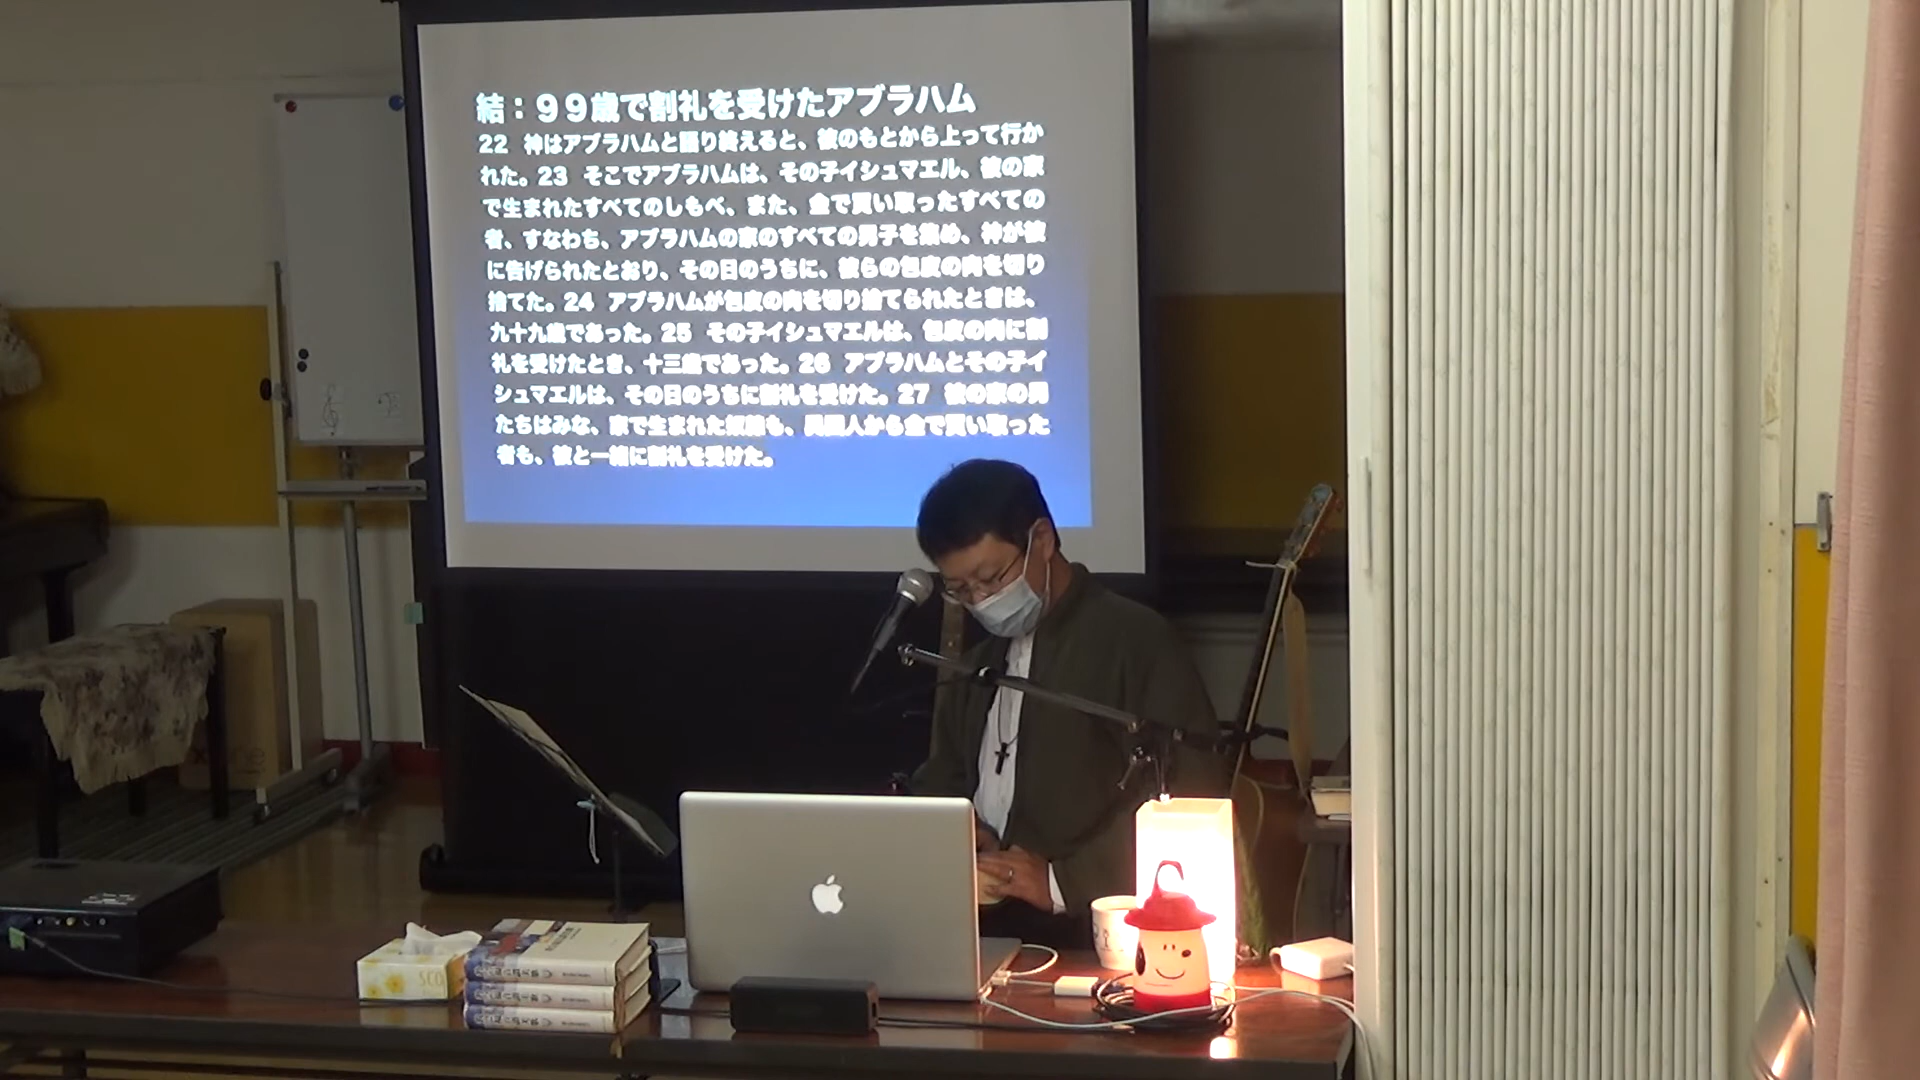 結：９９歳で割礼を受けたアブラハム
22 神はアブラハムと語り終えると、彼のもとから上って行か
れた。23 そこでアブラハムは、その子イシュマエル、彼の家
で生まれたすべてのしもべ、また、金で買い取ったすべての
者、すなわち、アブラハムの家のすべての男子を集め、神が彼
に告げられたとおり、その日のうちに、彼らの包皮の肉を切り
捨てた。24 アブラハムが包皮の肉を切り捨てられたときは、
九十九歳であった。25 その子イシュマエルは、包皮の肉に割
礼を受けたとき、十三歳であった。26 アブラハムとその子イ
シュマエルは、その日のうちに割礼を受けた。27 彼の家の男
たちはみな、家で生まれた奴隷も、異国人から金で買い取った
者も、彼と一緒に割礼を受けた。